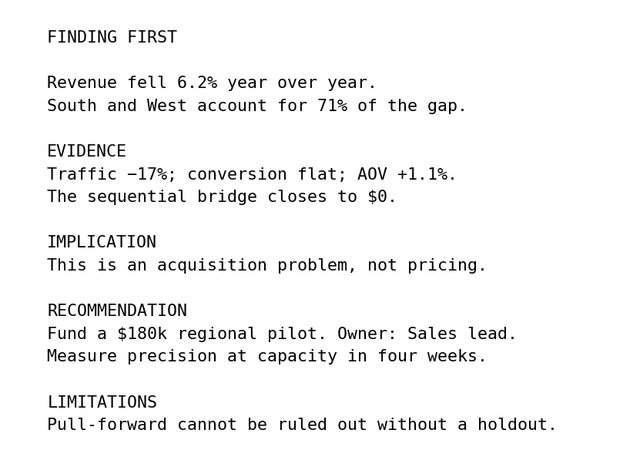 FINDING FIRST
Revenue fell 6.2% year over year.
South and West account for 71% of the gap.
EVIDENCE
Traffic −17%; conversion flat; AOV +1.1%.
The sequential bridge closes to $0.
IMPLICATION
This is an acquisition problem, not pricing.
RECOMMENDATION
Fund a $180k regional pilot. Owner: Sales lead.
Measure precision at capacity in four weeks.
LIMITATIONS
Pull-forward cannot be ruled out without a holdout.